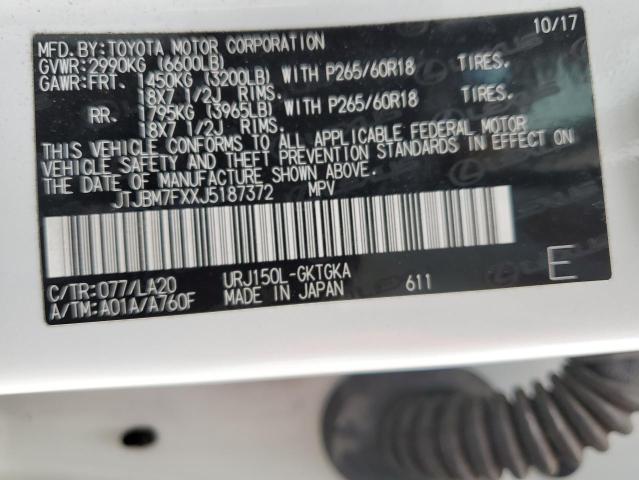 MFD.BY:TOYOTA MOTOR CORPORATION 10/17
GVWR:2990KG (6600LB)
GAWR:FRT. 1450KG (3200LB) WITH P265/60R18 TIRES.
18X7 1/2J RIMS.
RR. 1795KG (3965LB) WITH P265/60R18 TIRES.
18X7 1/2J RIMS.
THIS VEHICLE CONFORMS TO ALL APPLICABLE FEDERAL MOTOR
VEHICLE SAFETY AND THEFT PREVENTION STANDARDS IN EFFECT ON
THE DATE OF MANUFACTURE SHOWN ABOVE.
JTJBM7FXXJ5187372 MPV
C/TR:077/LA20 URJ150L-GKTGKA 611 E
A/TM:A01A/A760F MADE IN JAPAN